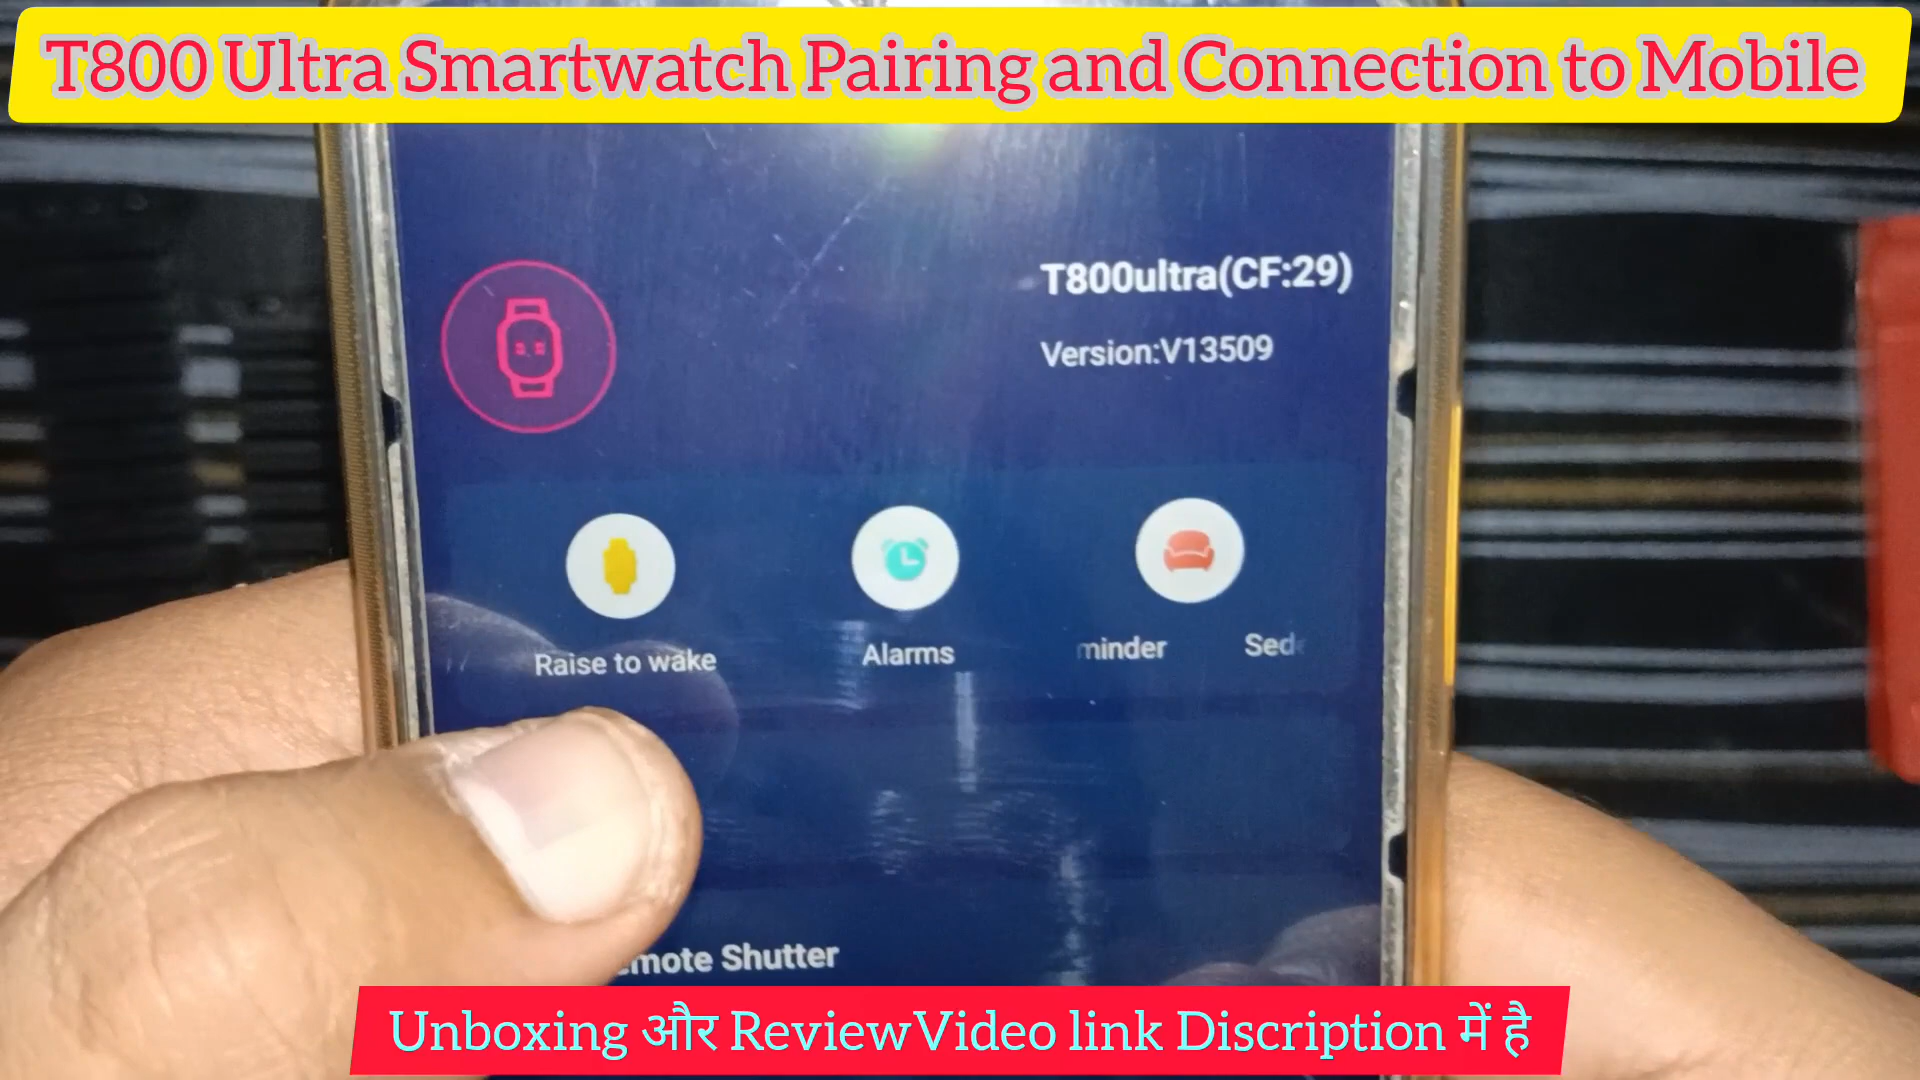 T800 Ultra Smartwatch Pairing and Connection to Mobile
T800ultra(CF:29)
Version:V13509
Raise to wake
Alarms
minder Sed
mote Shutter
Unboxing और Review Video link Discription में है